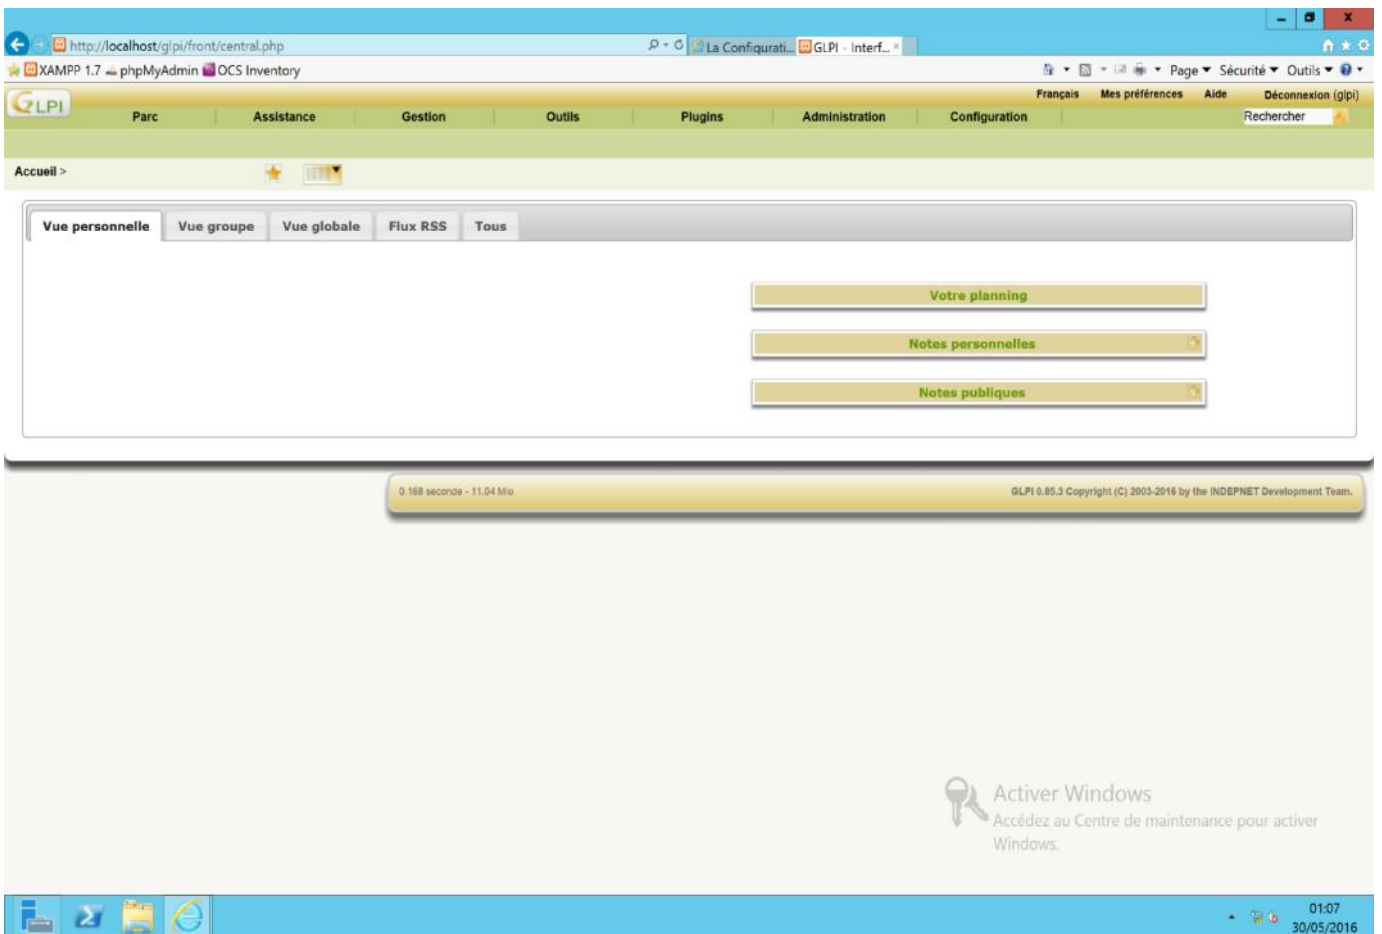 http://localhost/glpi/front/central.php La Configurati... GLPI - Interf...
XAMPP 1.7 phpMyAdmin OCS Inventory Page Sécurité Outils
GLPI Français Mes préférences Aide Déconnexion (glpi)
Parc Assistance Gestion Outils Plugins Administration Configuration Rechercher
Accueil >
Vue personnelle Vue groupe Vue globale Flux RSS Tous
Votre planning
Notes personnelles
Notes publiques
0.168 seconde - 11.04 Mio GLPI 0.85.3 Copyright (C) 2003-2016 by the INDEPNET Development Team.
Activer Windows
Accédez au Centre de maintenance pour activer
Windows.
01:07
30/05/2016